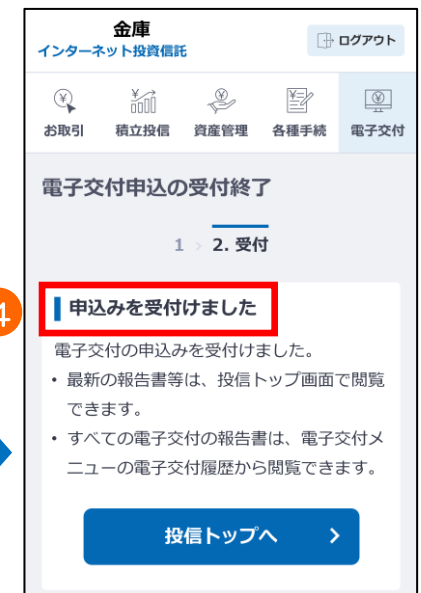 金庫
インターネット投資信託
ログアウト
お取引 積立投信 資産管理 各種手続 電子交付
電子交付申込の受付終了
1 > 2. 受付
4
申込みを受付けました
電子交付の申込みを受付けました。
・ 最新の報告書等は、投信トップ画面で閲覧
できます。
・ すべての電子交付の報告書は、電子交付メ
ニューの電子交付履歴から閲覧できます。
投信トップへ >